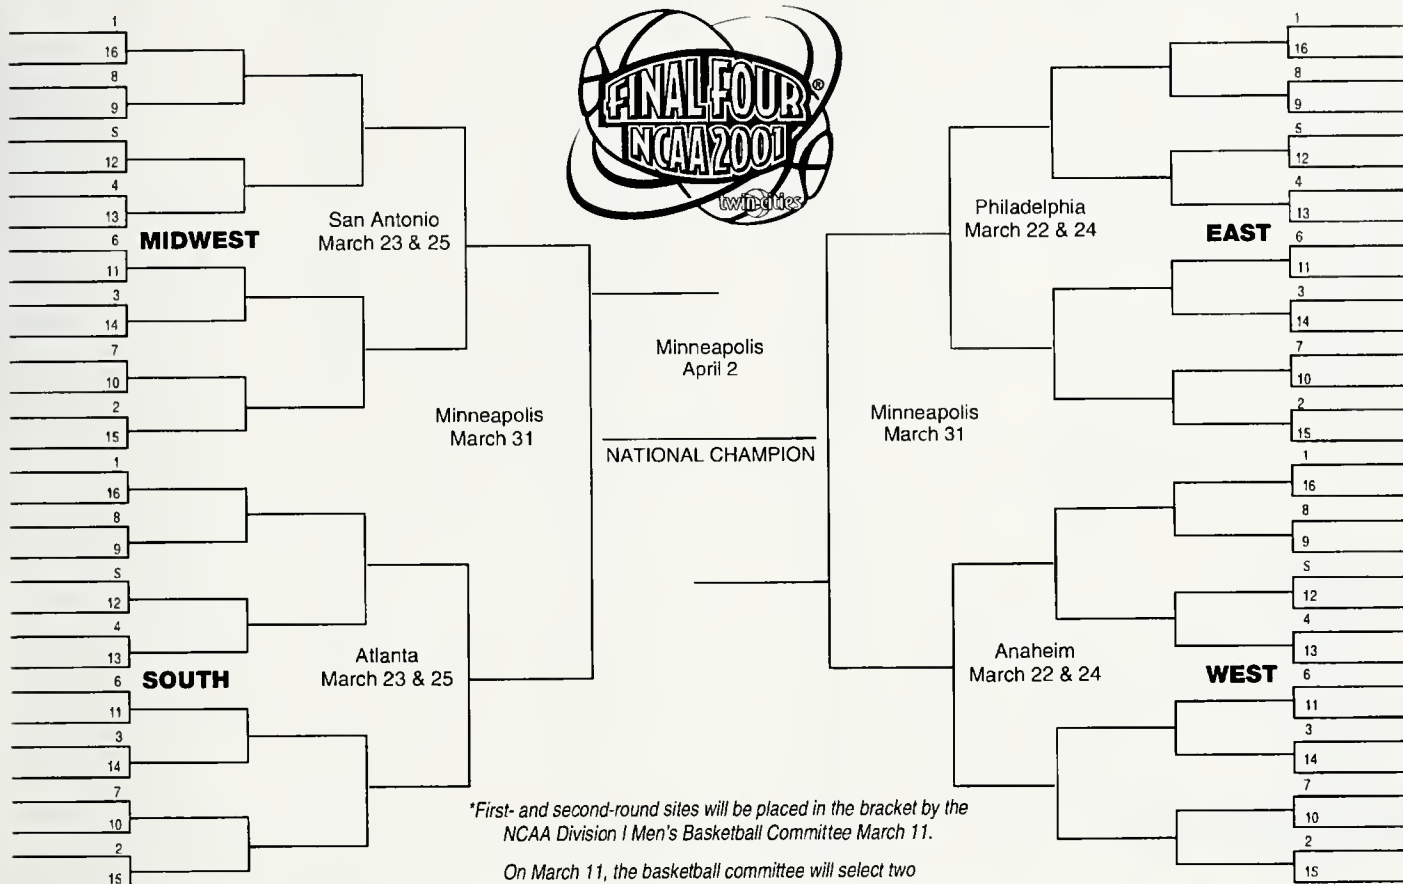 1
16
8
9
S
12
4
13
MIDWEST
6
11
3
14
7
10
2
15
San Antonio
March 23 & 25
1
16
8
9
S
12
4
13
SOUTH
6
11
3
14
7
10
2
15
Atlanta
March 23 & 25
Minneapolis
March 31
FINAL FOUR®
NCAA 2001
twin cities
Minneapolis
April 2
NATIONAL CHAMPION
Minneapolis
March 31
Philadelphia
March 22 & 24
1
16
8
9
5
12
4
13
EAST
6
11
3
14
7
10
2
15
Anaheim
March 22 & 24
1
16
8
9
S
12
4
13
WEST
6
11
3
14
7
10
2
15
*First- and second-round sites will be placed in the bracket by the
NCAA Division I Men's Basketball Committee March 11.
On March 11, the basketball committee will select two